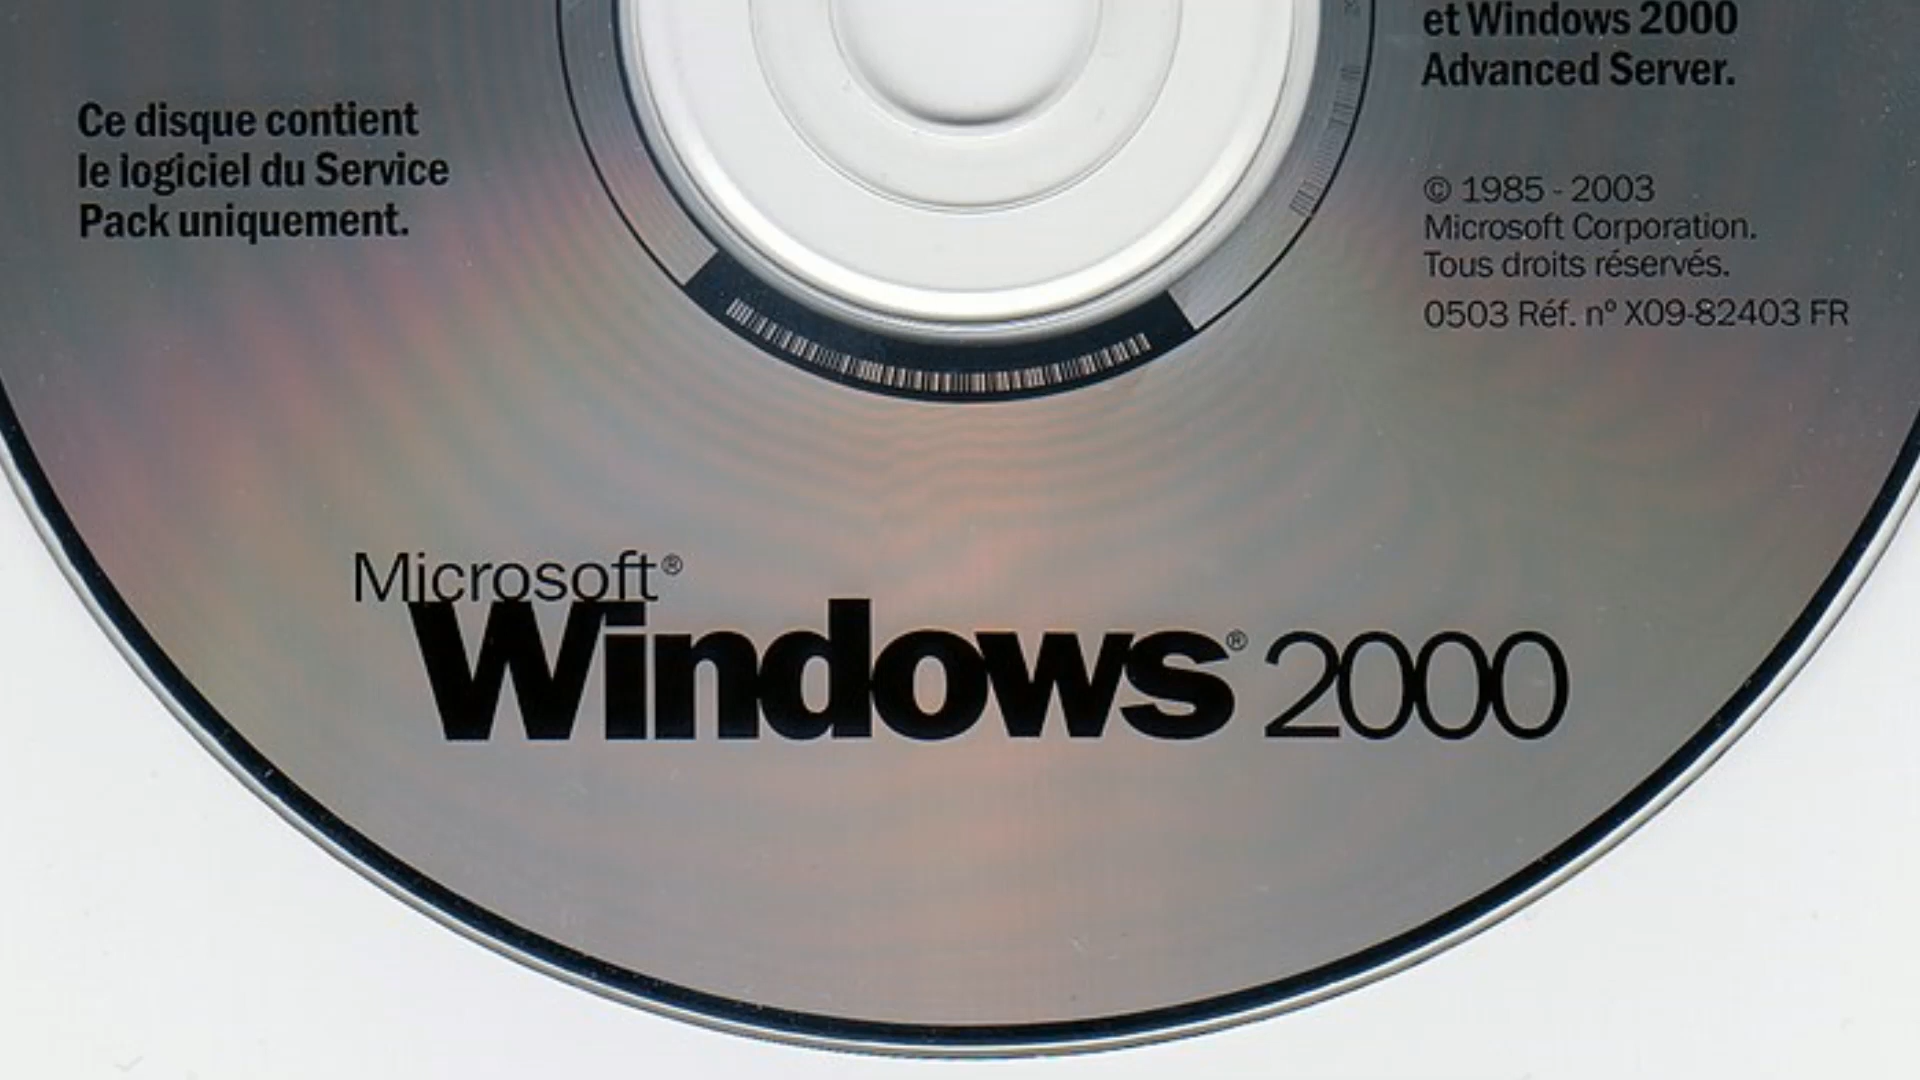 Ce disque contient
le logiciel du Service
Pack uniquement.
et Windows 2000
Advanced Server.
© 1985 - 2003
Microsoft Corporation.
Tous droits réservés.
0503 Réf. nº X09-82403 FR
Microsoft®
Windows® 2000